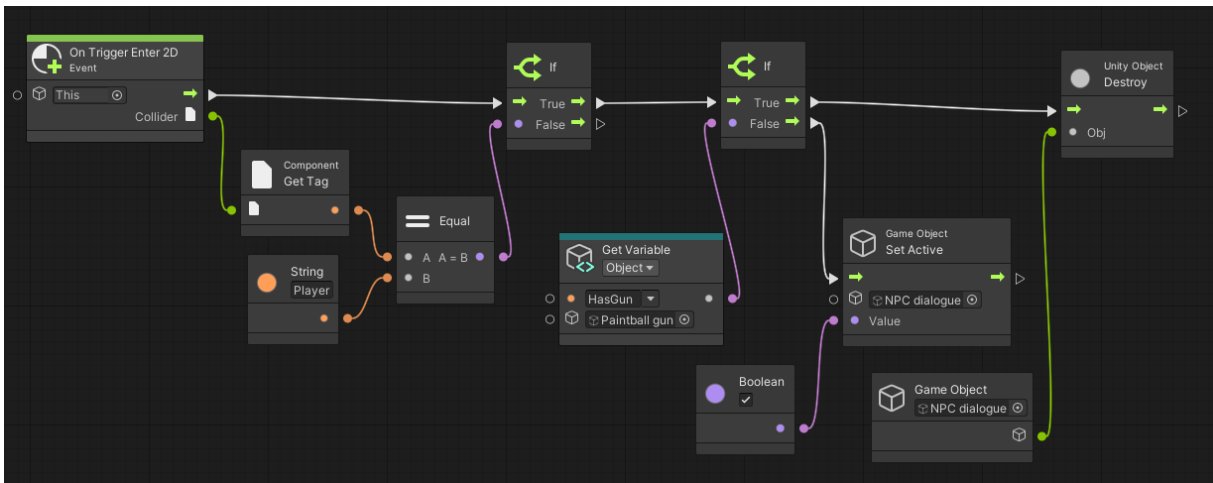 On Trigger Enter 2D
Event
This
Collider
If
True
False
If
True
False
Unity Object
Destroy
Obj
Component
Get Tag
Equal
A A = B
B
String
Player
Get Variable
Object
HasGun
Paintball gun
Game Object
Set Active
NPC dialogue
Value
Boolean
Game Object
NPC dialogue